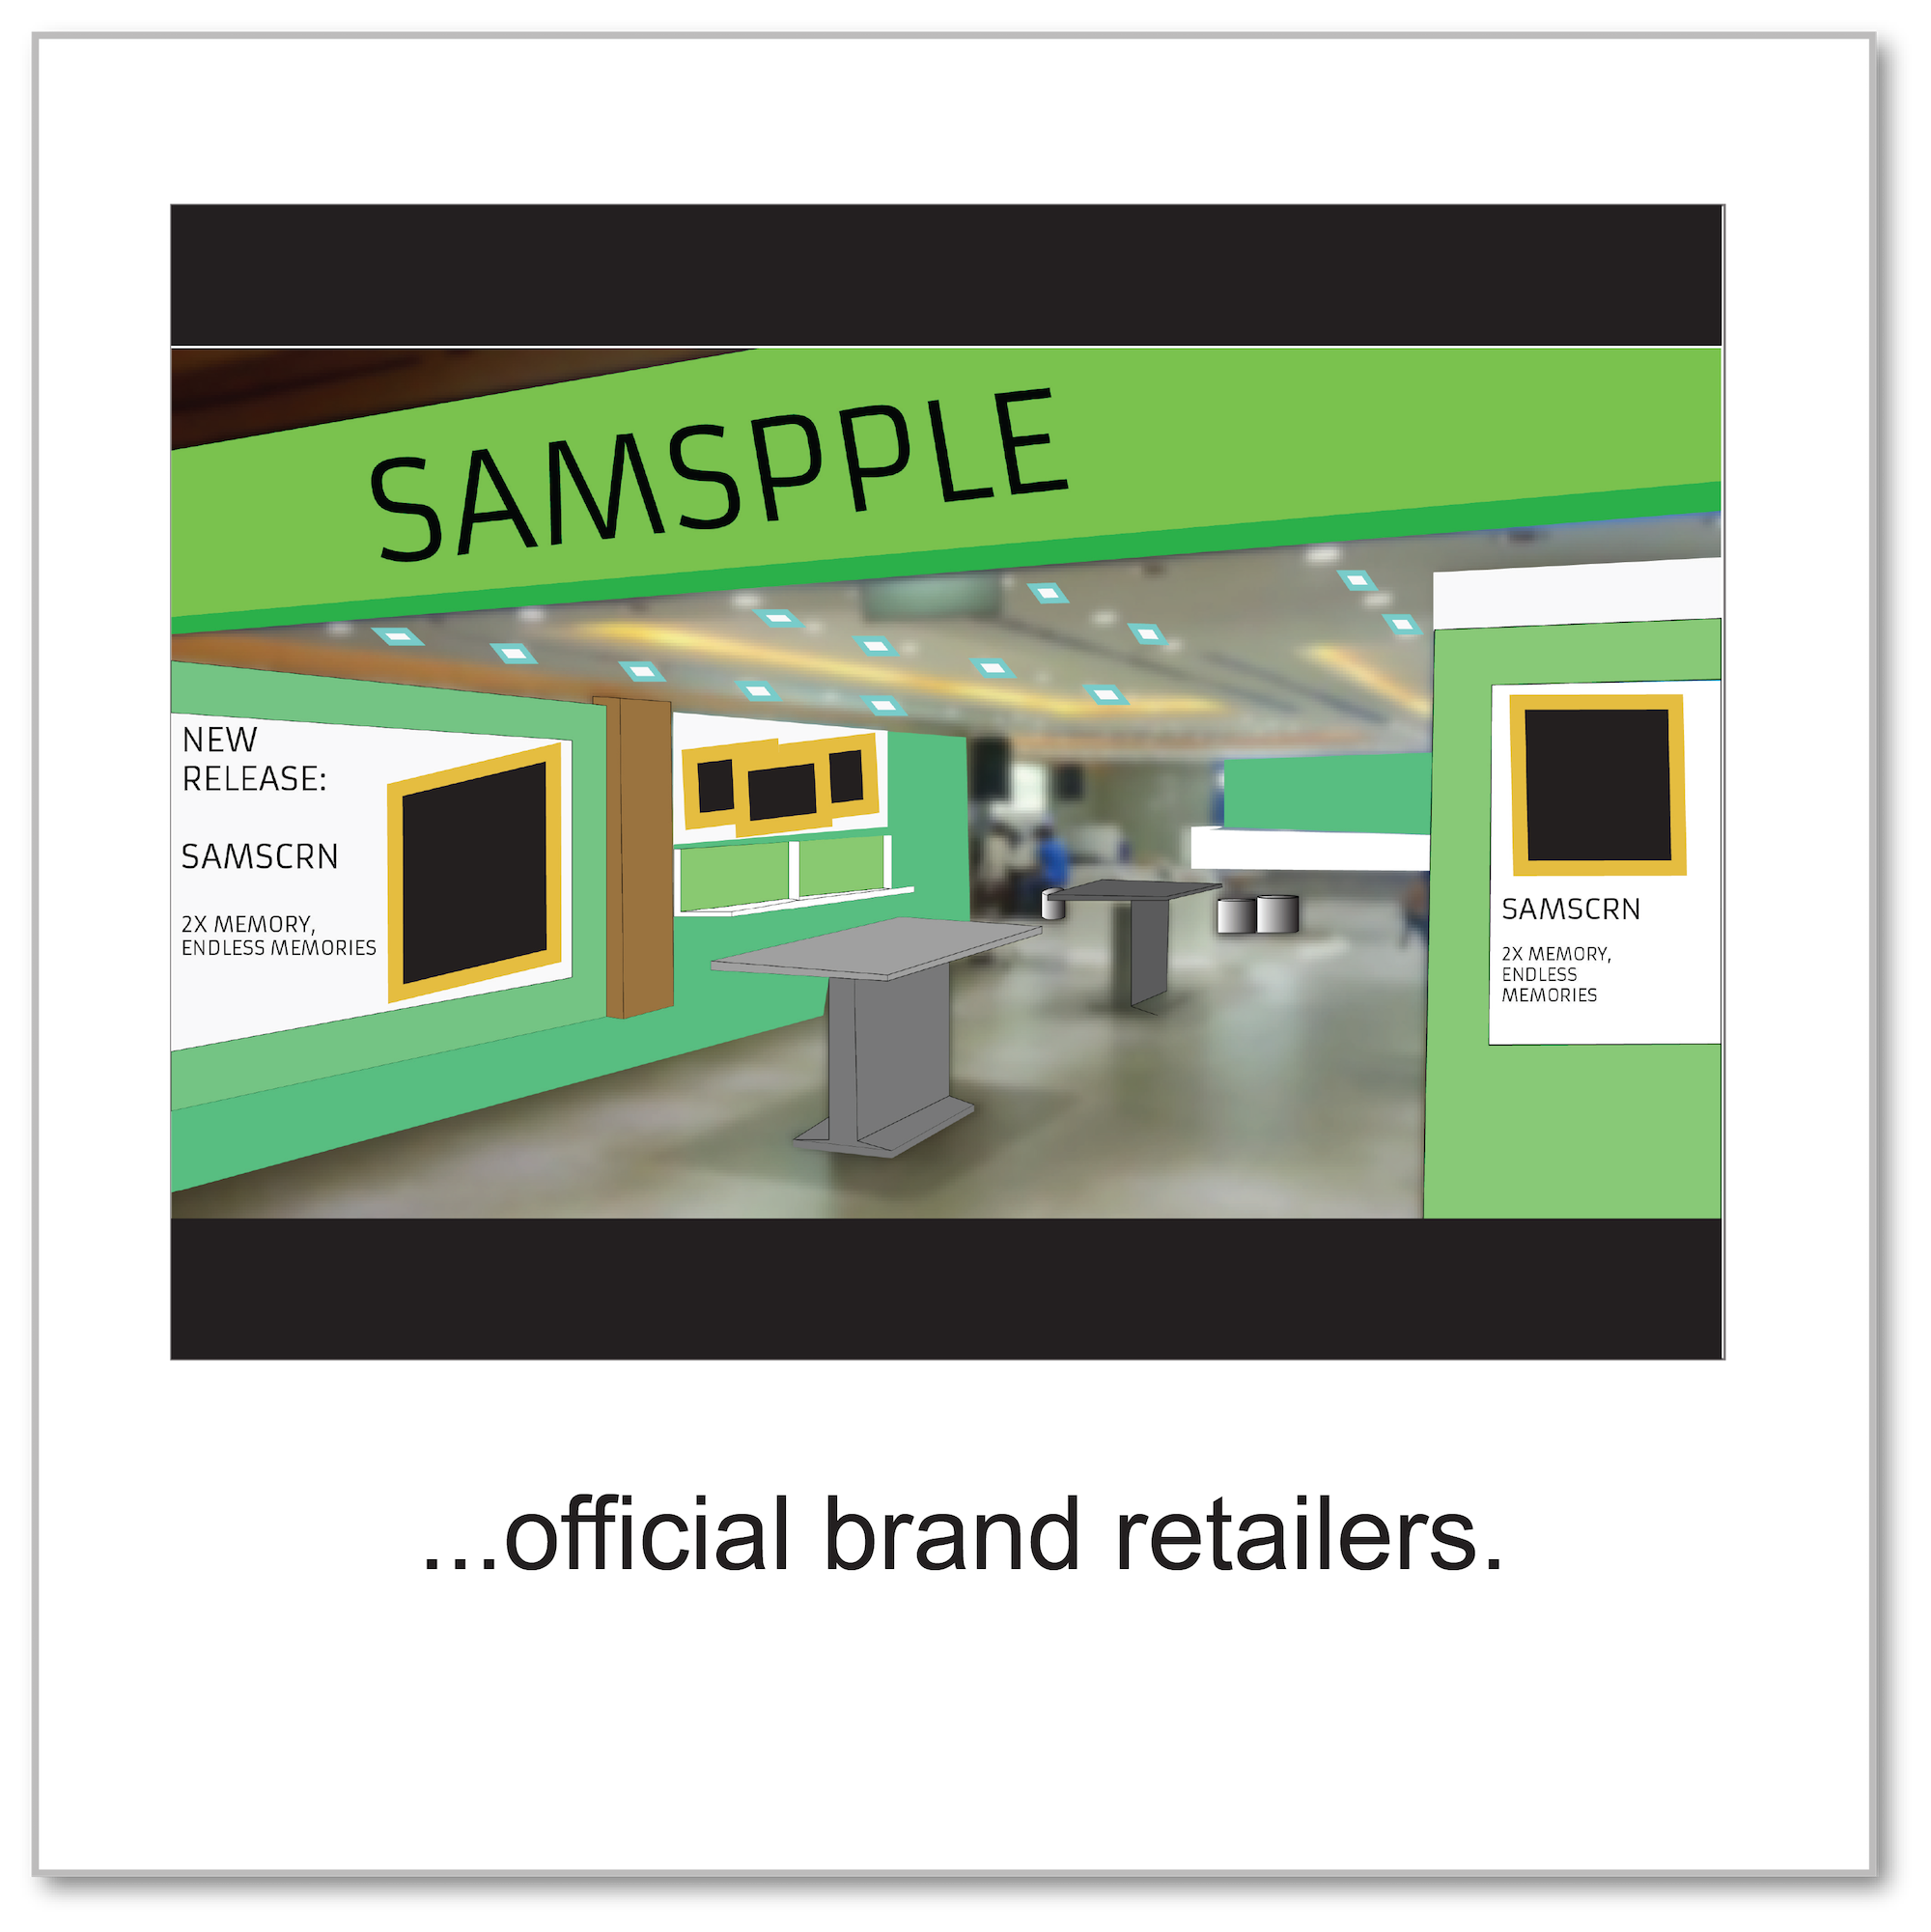 SAMSPPLE
NEW
RELEASE:
SAMSCRN
2X MEMORY,
ENDLESS MEMORIES
SAMSCRN
2X MEMORY,
ENDLESS
MEMORIES
...official brand retailers.